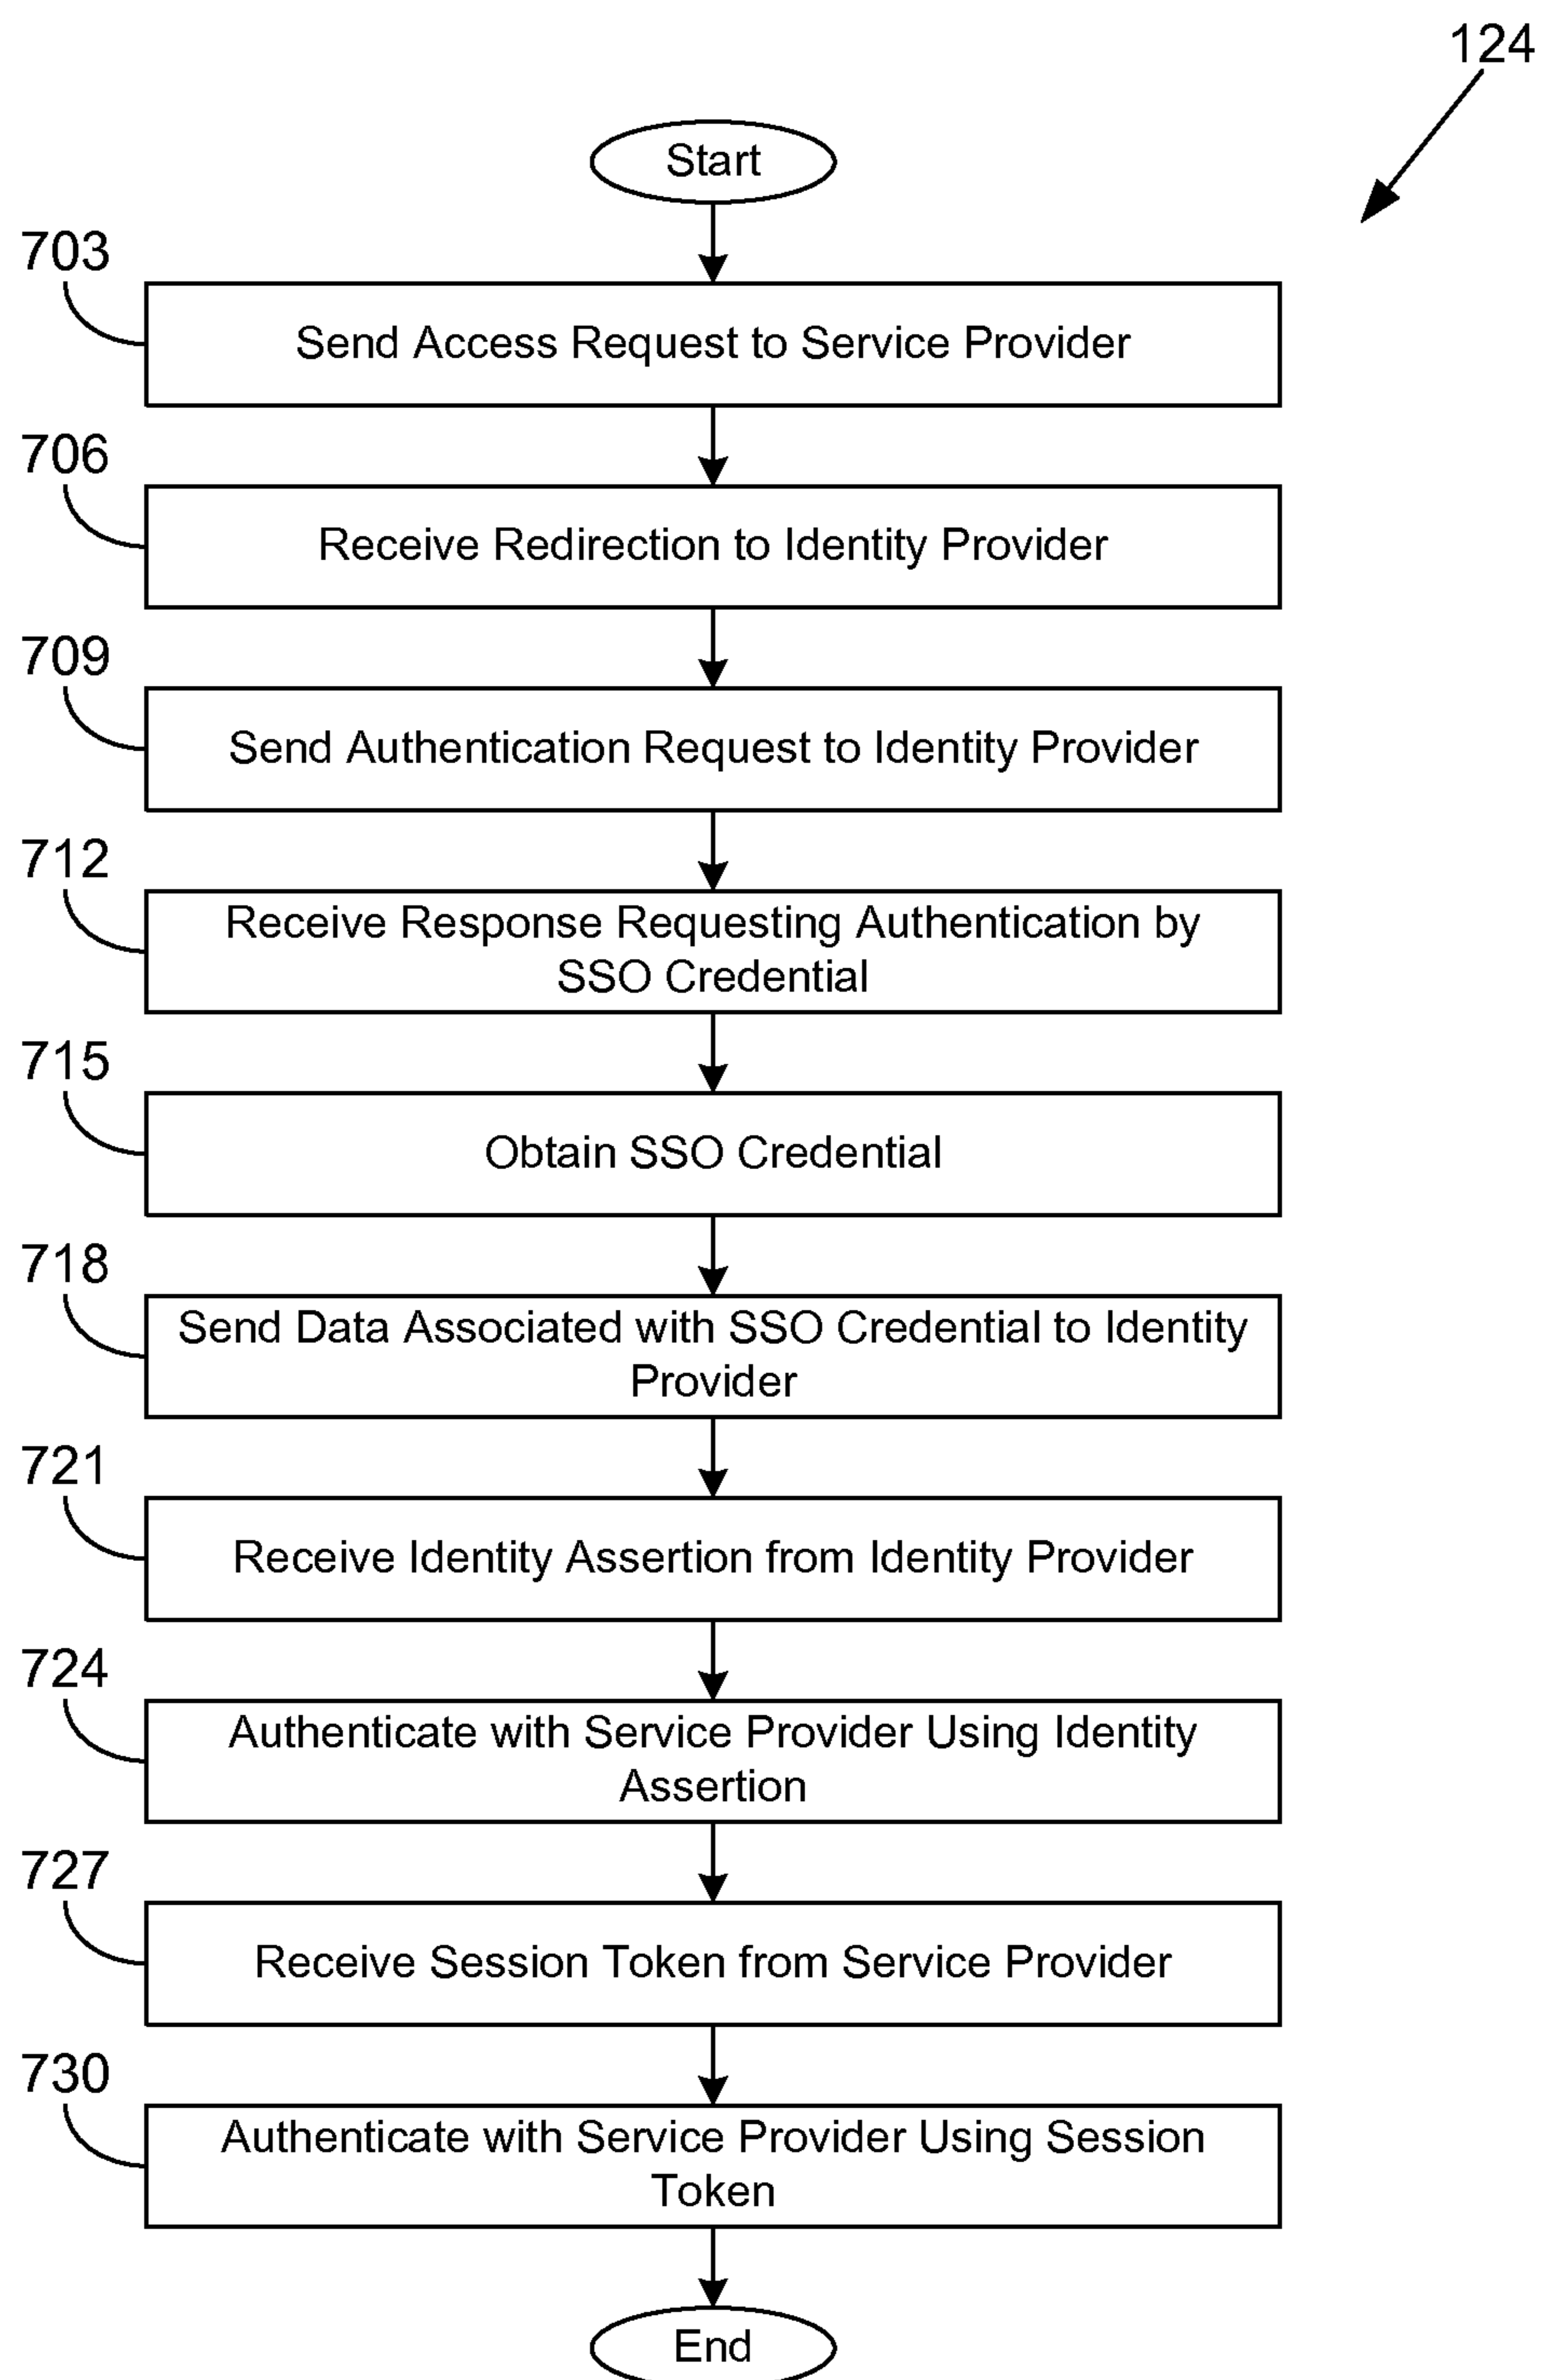 124
Start
703
Send Access Request to Service Provider
706
Receive Redirection to Identity Provider
709
Send Authentication Request to Identity Provider
712
Receive Response Requesting Authentication by
SSO Credential
715
Obtain SSO Credential
718
Send Data Associated with SSO Credential to Identity
Provider
721
Receive Identity Assertion from Identity Provider
724
Authenticate with Service Provider Using Identity
Assertion
727
Receive Session Token from Service Provider
730
Authenticate with Service Provider Using Session
Token
End